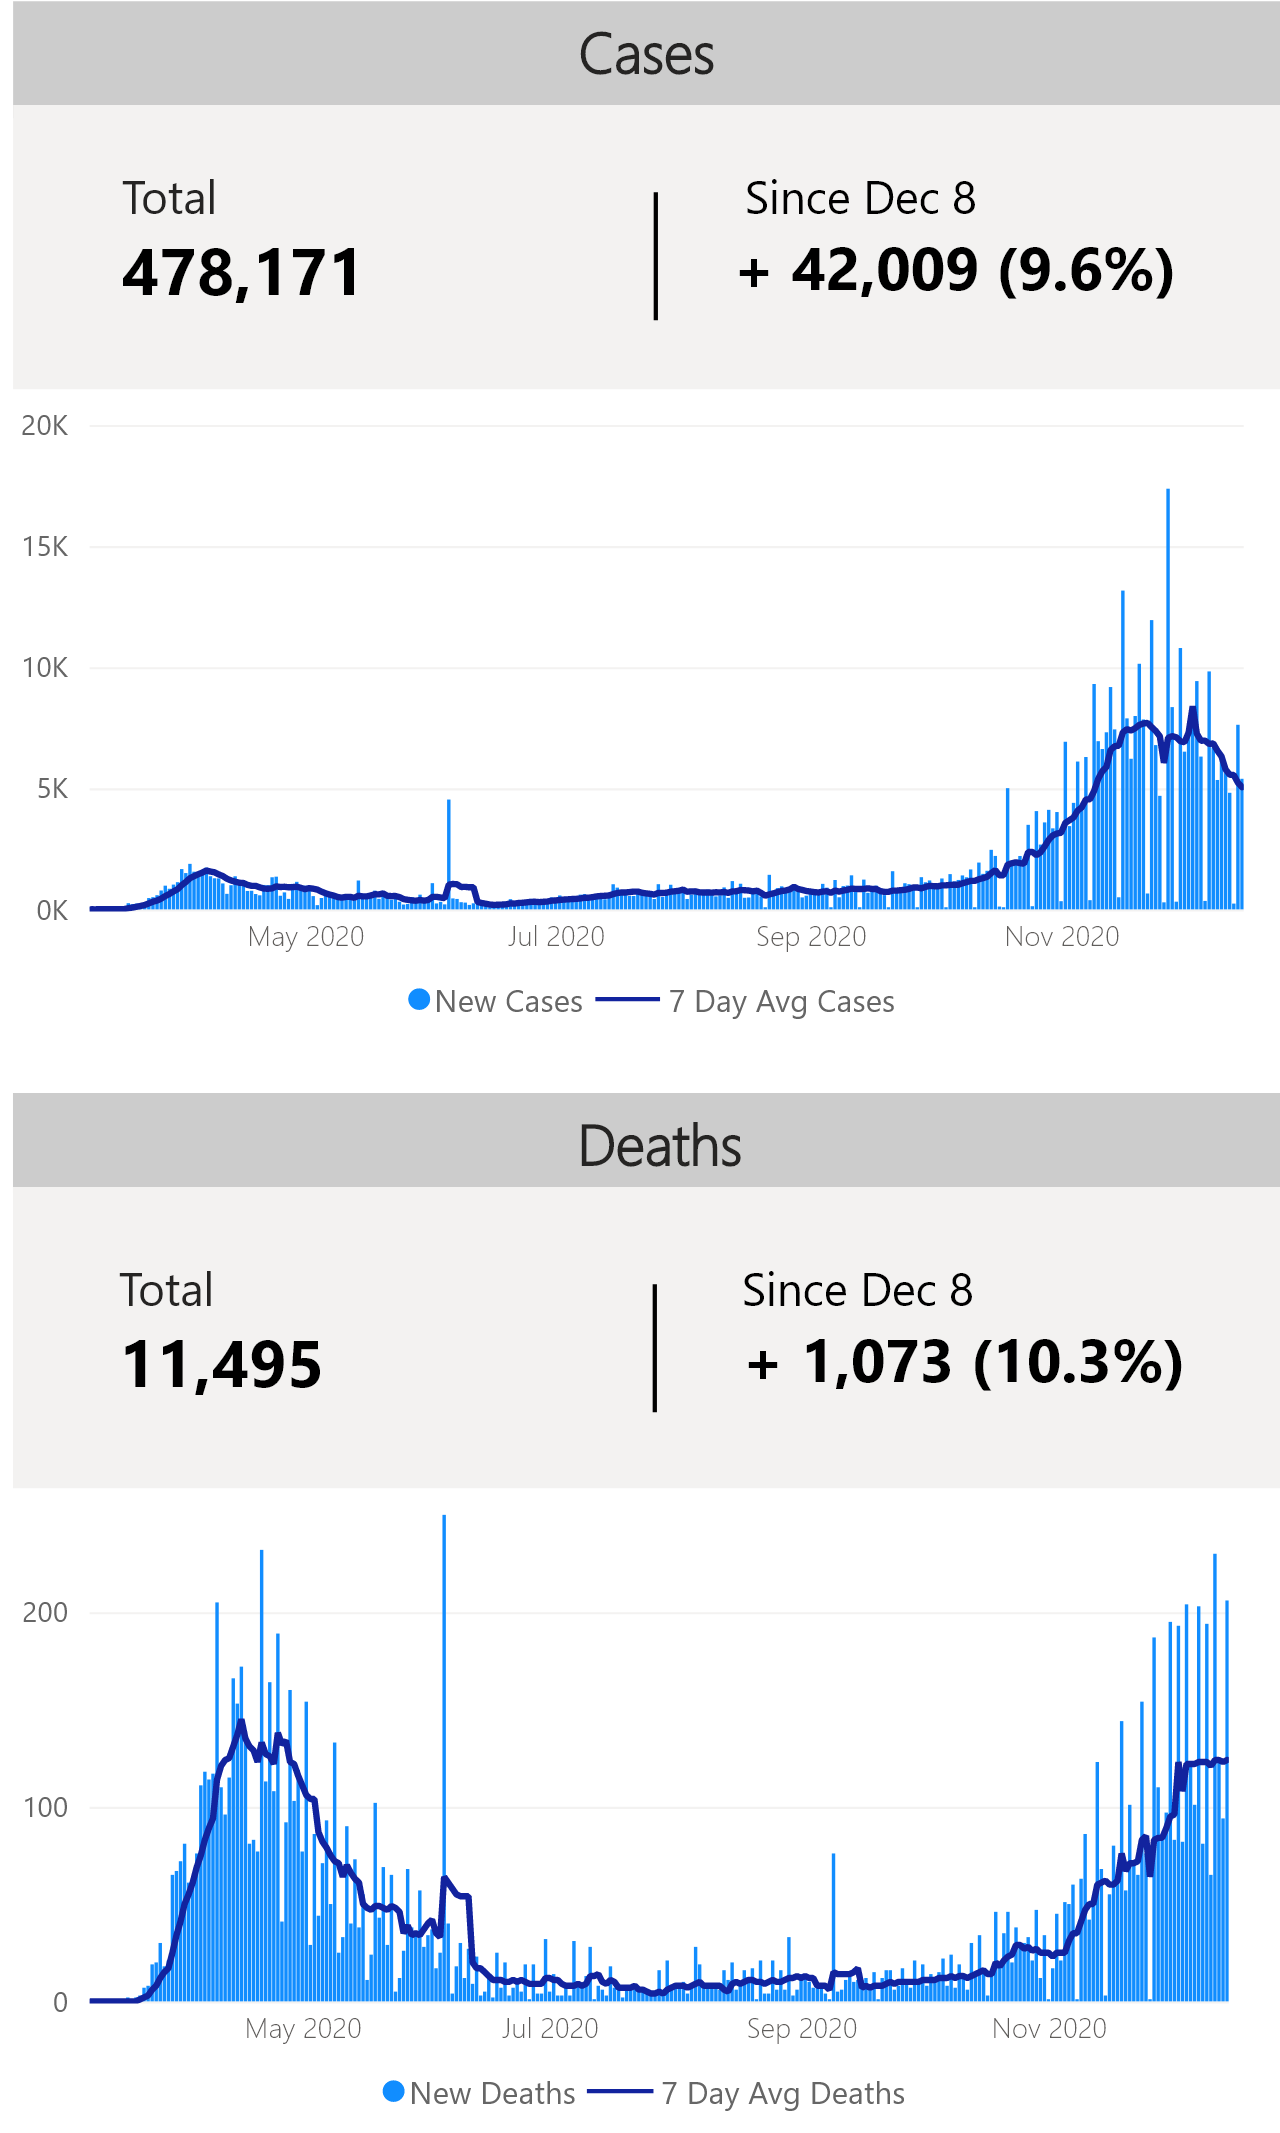 Cases
Total
Since Dec 8
478,171
+ 42,009 (9.6%)
20K
15K
10K
5K
0K
May 2020
Jul 2020
Sep 2020
Nov 2020
New Cases
7 Day Avg Cases
Deaths
Total
Since Dec 8
11,495
+ 1,073 (10.3%)
200
100
0
May 2020
Jul 2020
Sep 2020
Nov 2020
New Deaths
7 Day Avg Deaths